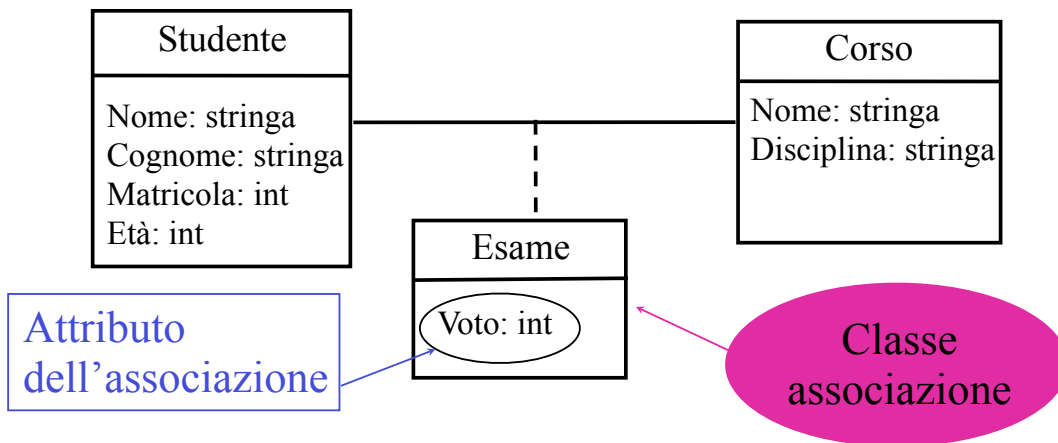 Studente
Nome: stringa
Cognome: stringa
Matricola: int
Età: int
Corso
Nome: stringa
Disciplina: stringa
Esame
Voto: int
Attributo
dell’associazione
Classe
associazione